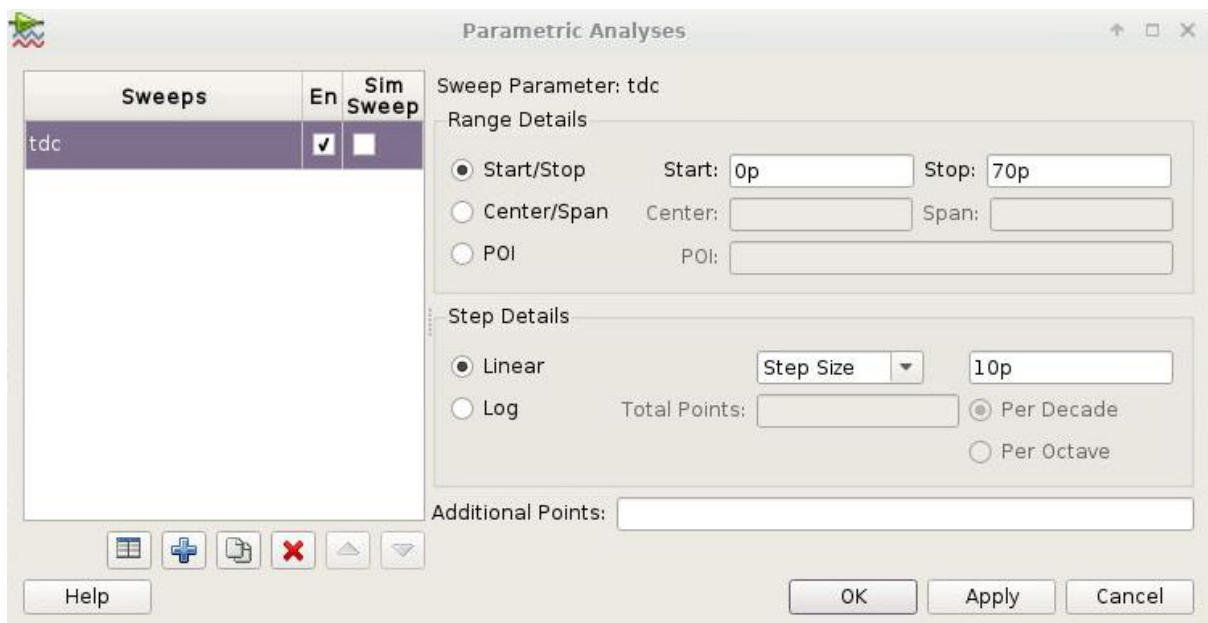 Parametric Analyses
Sweeps En Sim Sweep
tdc
Sweep Parameter: tdc
Range Details
Start/Stop Start: 0p Stop: 70p
Center/Span Center: Span:
POI POI:
Step Details
Linear Step Size 10p
Log Total Points: Per Decade
Per Octave
Additional Points:
Help OK Apply Cancel